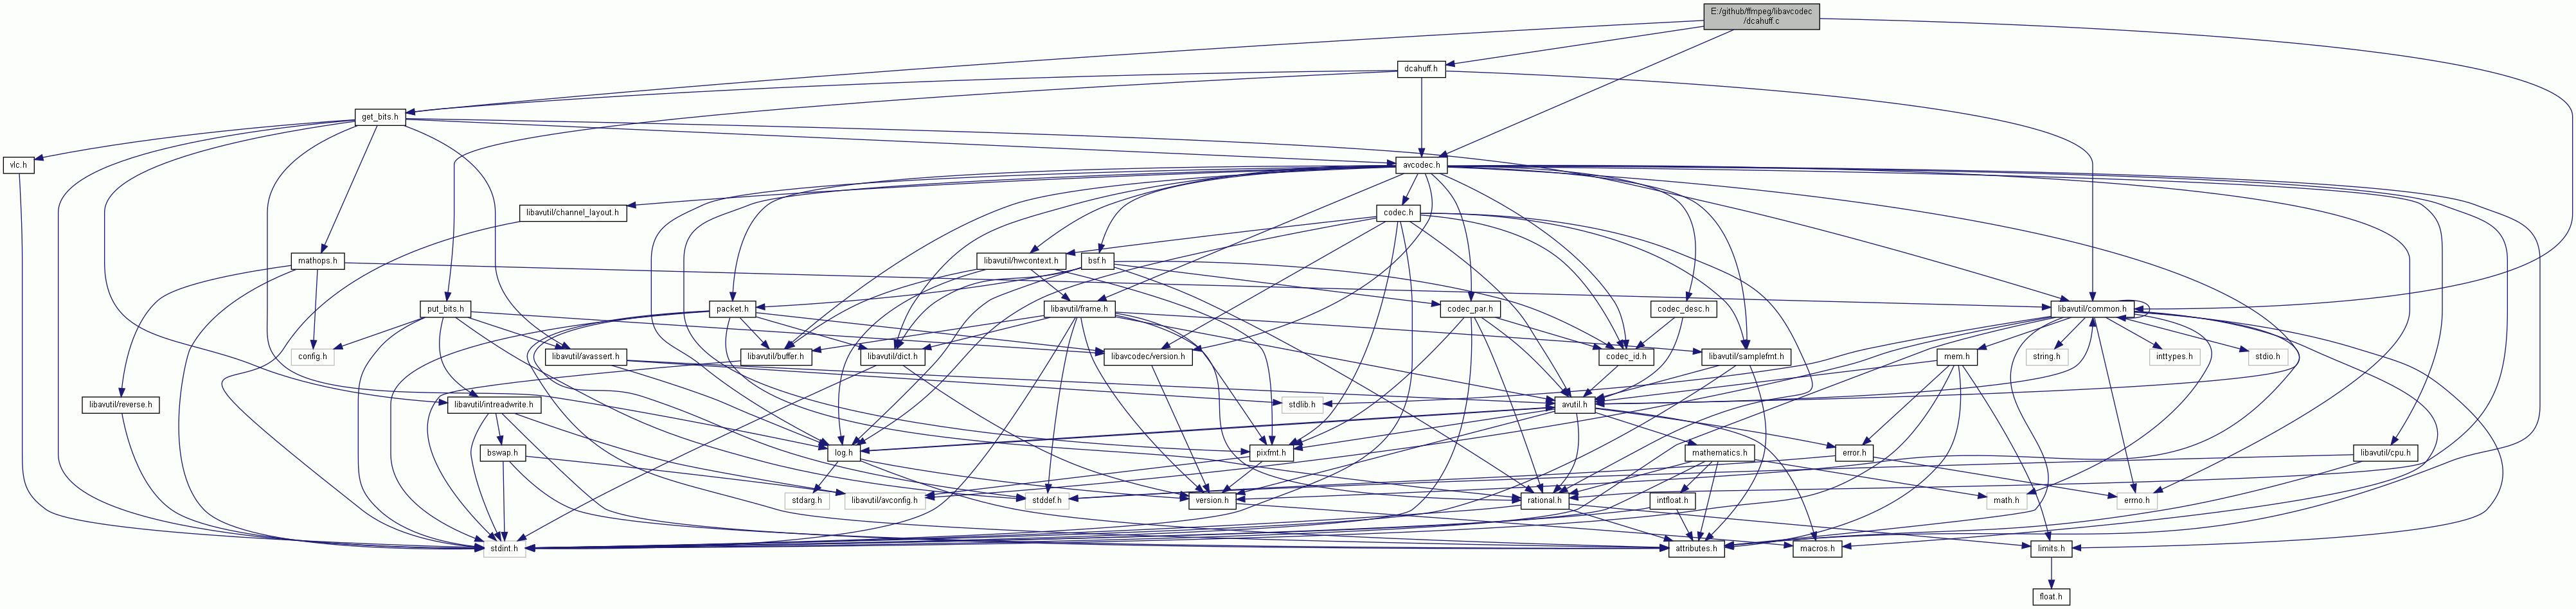 E:/github/ffmpeg/libavcodec
/dcahuff.c
dcahuff.h
get_bits.h
vlc.h
avcodec.h
libavutil/channel_layout.h
codec.h
mathops.h
libavutil/hwcontext.h
bsf.h
put_bits.h
packet.h
libavutil/frame.h
codec_par.h
codec_desc.h
libavutil/common.h
config.h
libavutil/avassert.h
libavutil/buffer.h
libavutil/dict.h
libavcodec/version.h
codec_id.h
libavutil/samplefmt.h
mem.h
string.h
inttypes.h
stdio.h
libavutil/reverse.h
libavutil/intreadwrite.h
stdlib.h
avutil.h
bswap.h
log.h
pixfmt.h
mathematics.h
error.h
libavutil/cpu.h
stdarg.h
libavutil/avconfig.h
stddef.h
version.h
rational.h
intfloat.h
math.h
errno.h
stdint.h
attributes.h
macros.h
limits.h
float.h